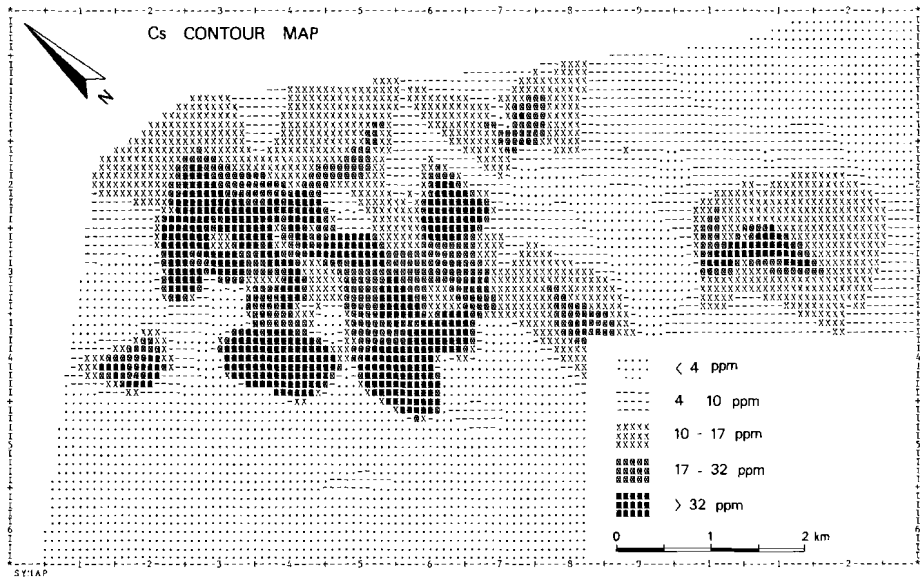 Cs CONTOUR MAP
N
< 4 ppm
4 10 ppm
10 - 17 ppm
17 - 32 ppm
> 32 ppm
0 1 2 km
SYMAP